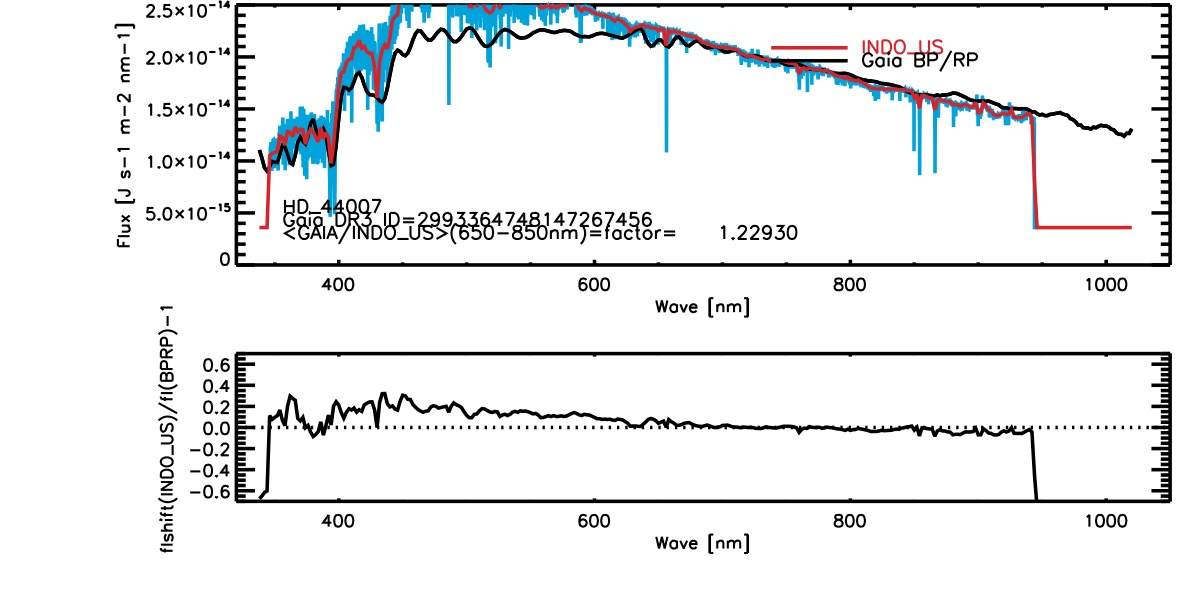 2.5×10−14
2.0×10−14
1.5×10−14
1.0×10−14
5.0×10−15
0
Flux [J s−1 m−2 nm−1]
INDO_US
Gaia BP/RP
HD_44007
Gaia DR3 ID=2993364748147267456
<GAIA/INDO_US>(650−850nm)=factor= 1.22930
400 600 800 1000
Wave [nm]
flshift(INDO_US)/fl(BPRP)−1
0.6
0.4
0.2
0.0
−0.2
−0.4
−0.6
400 600 800 1000
Wave [nm]